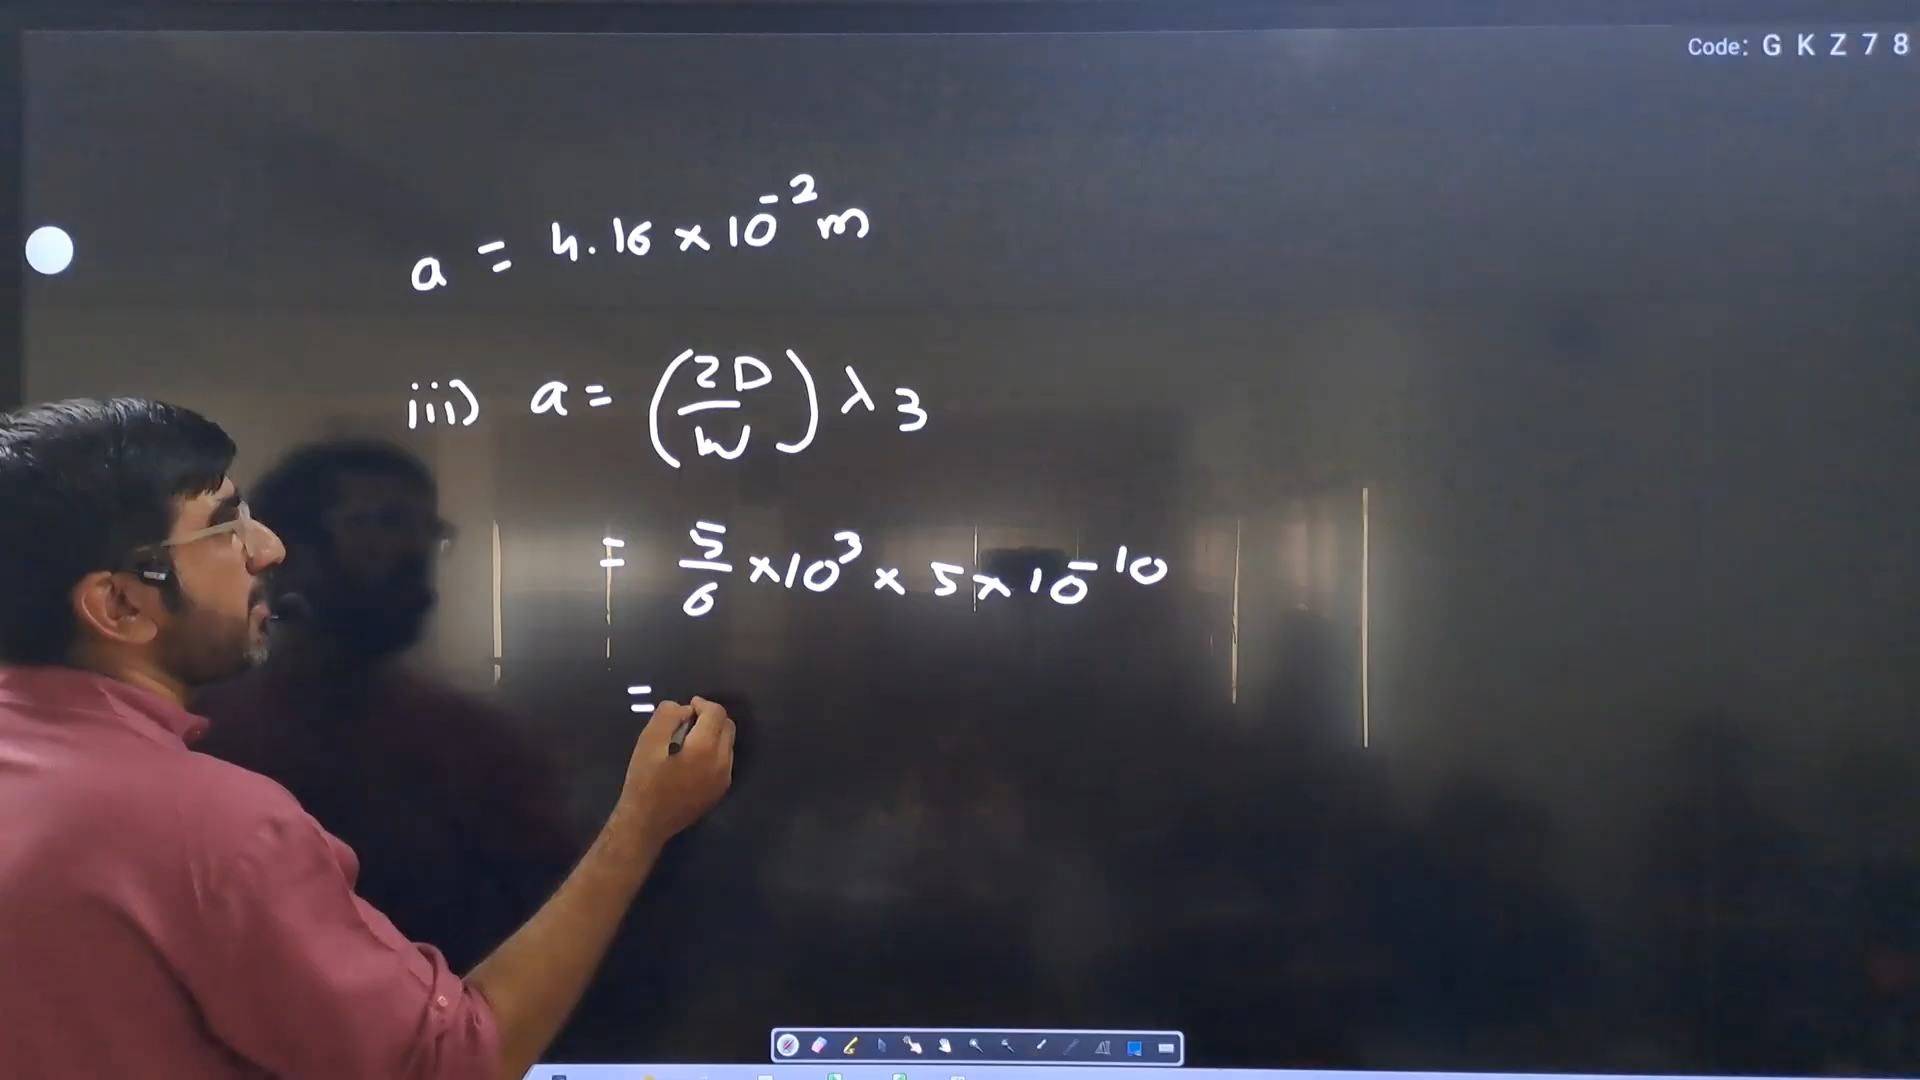 Code: G K Z 7 8
a = 4.16 × 10⁻² m
iii) a = (2D/W) λ₃
= 5/6 × 10³ × 5 × 10⁻¹⁰
=